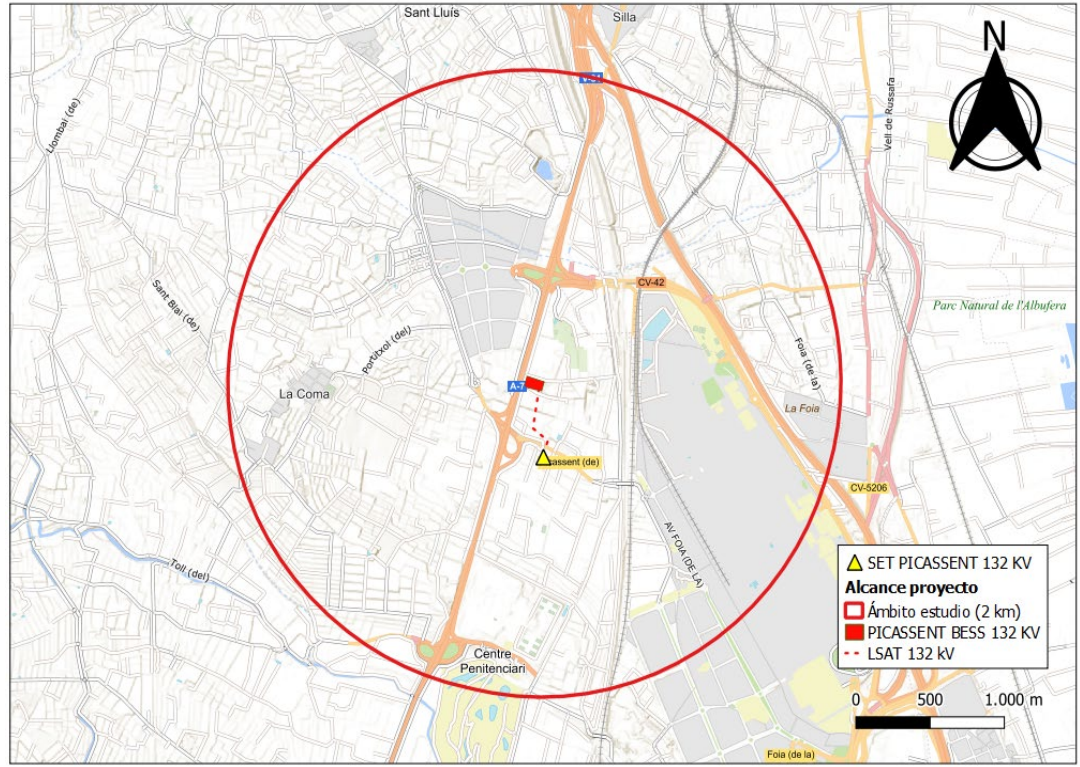 Sant Lluís
Silla
N
V-31
Llombai (de)
Vell de Russafa
CV-42
Parc Natural de l'Albufera
Sant Blai (de)
Portitxol (del)
Foia (de la)
A-7
La Coma
La Foia
assent (de)
CV-5206
AV FOIA (DE LA)
Toll (del)
SET PICASSENT 132 KV
Alcance proyecto
Ámbito estudio (2 km)
PICASSENT BESS 132 KV
LSAT 132 kV
Centre
Penitenciari
0 500 1.000 m
Foia (de la)